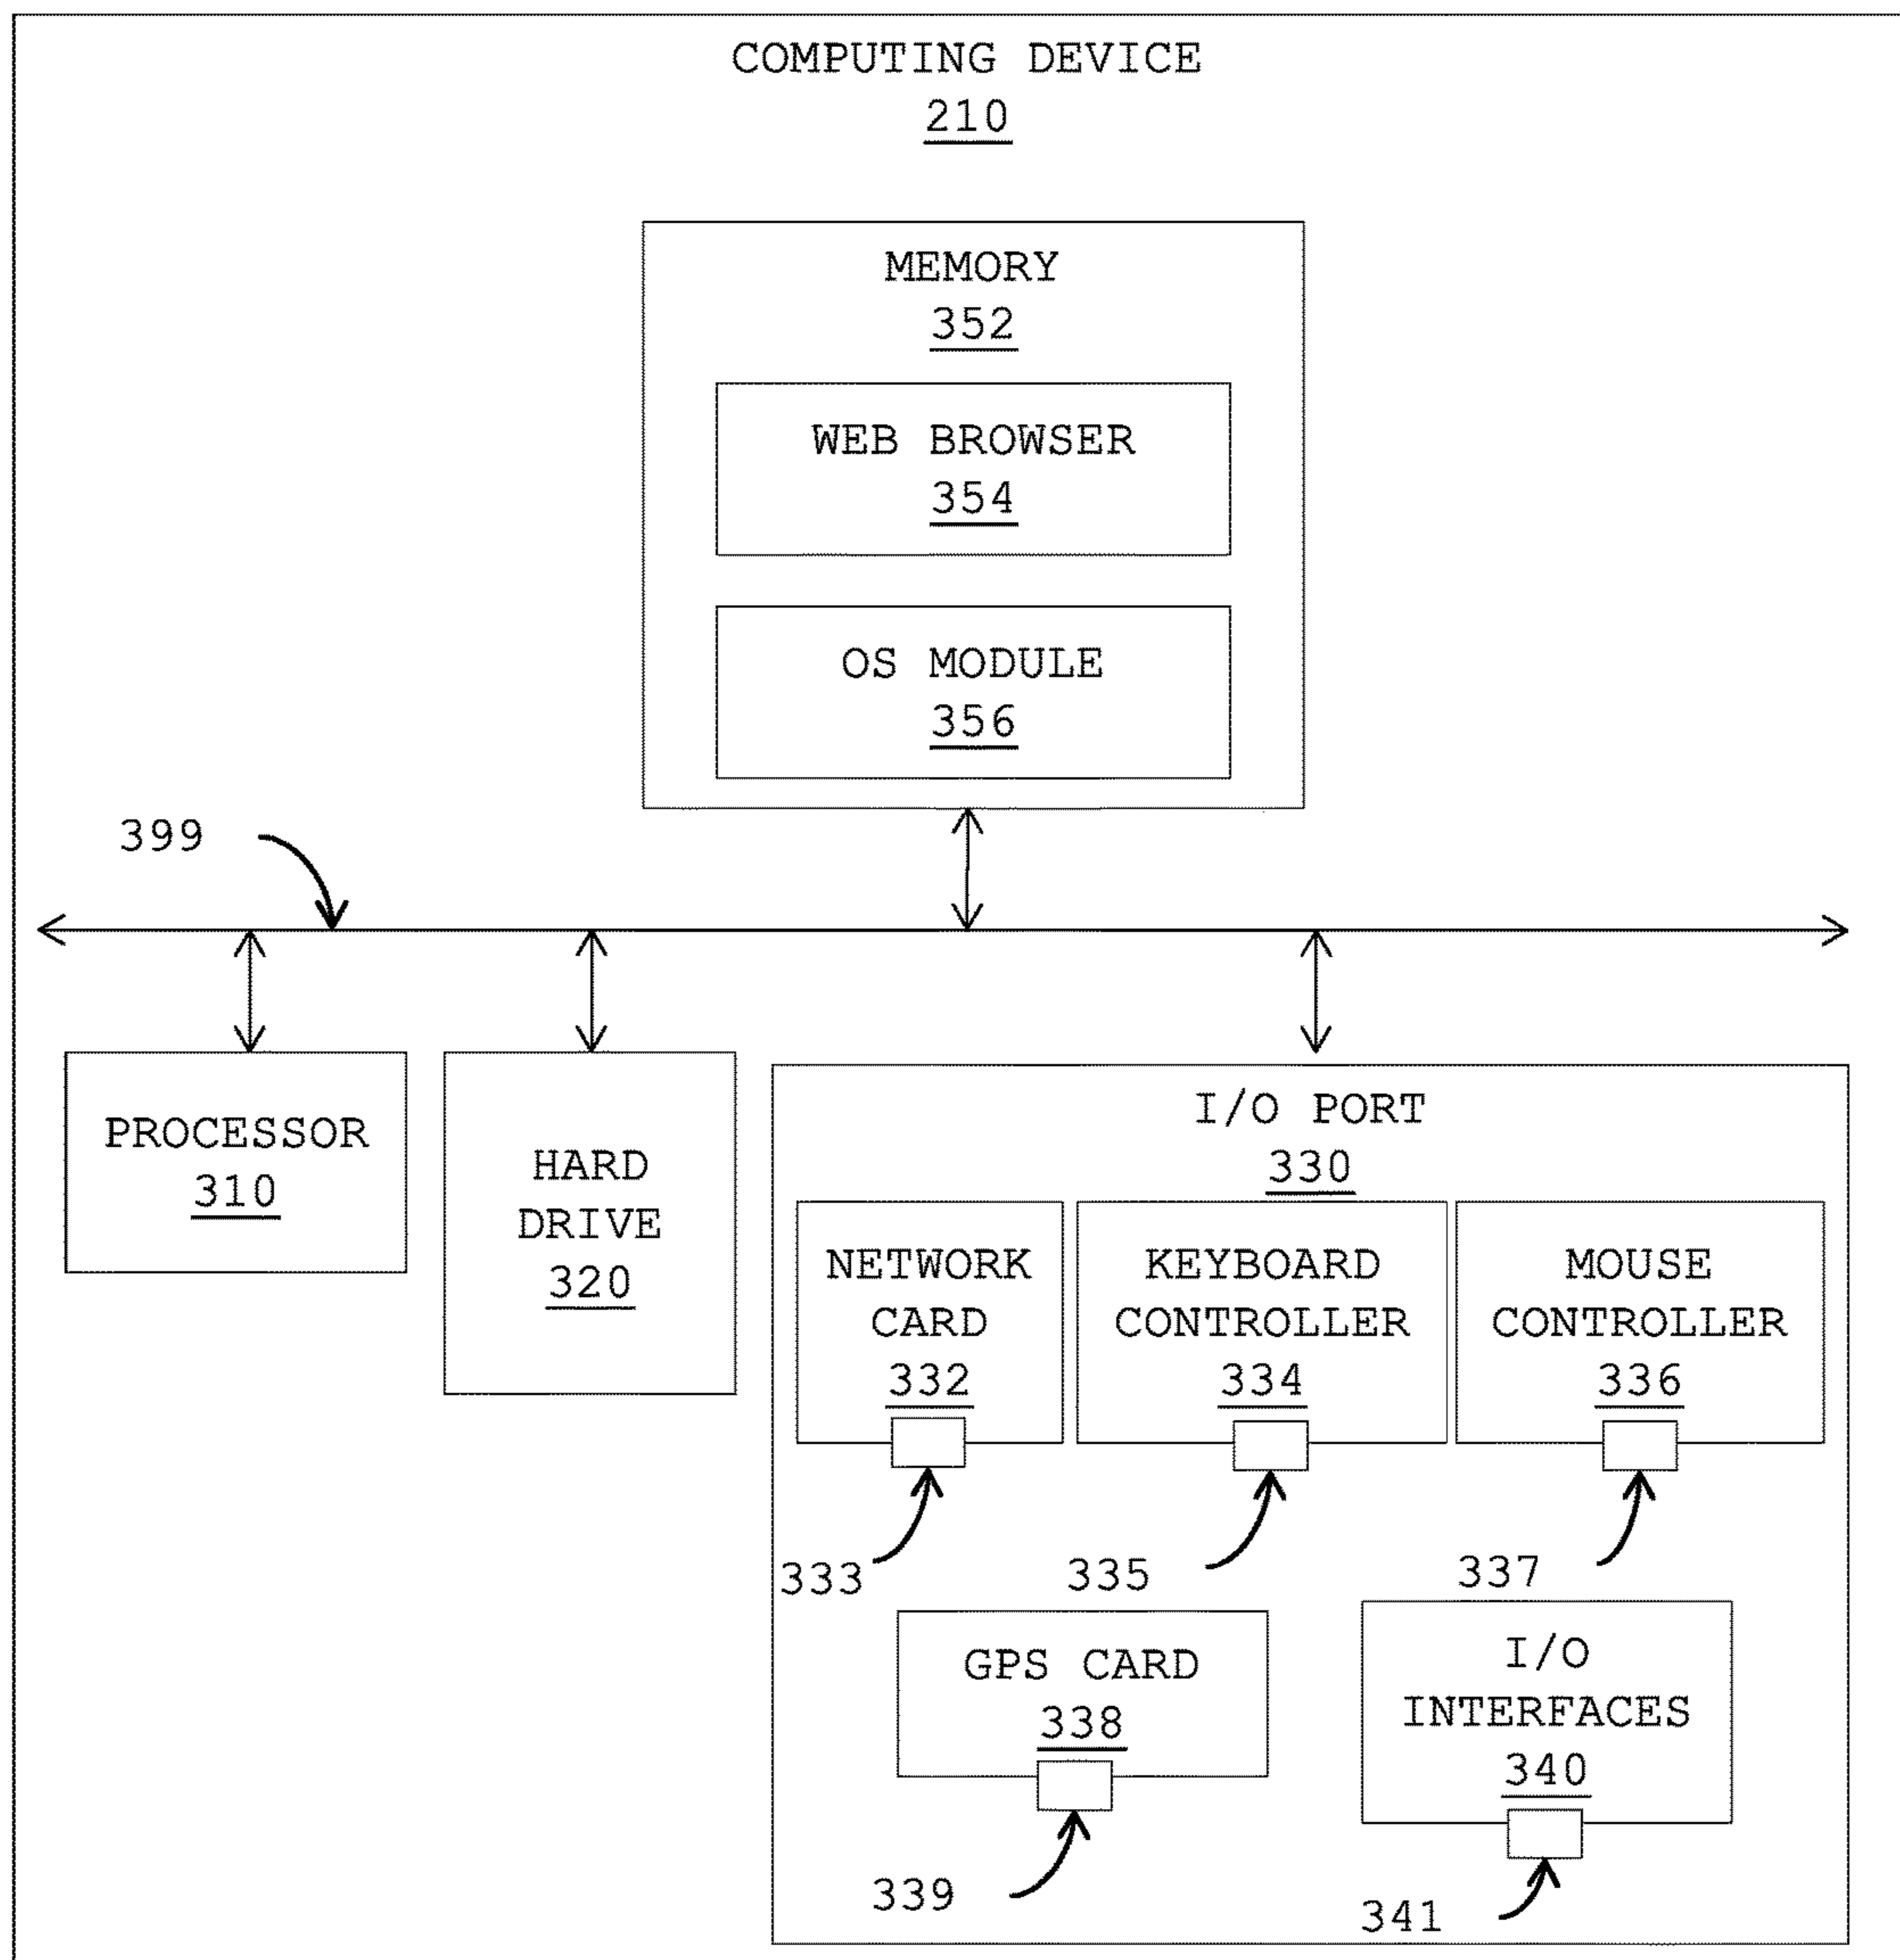 COMPUTING DEVICE
210
MEMORY
352
WEB BROWSER
354
OS MODULE
356
399
PROCESSOR
310
HARD
DRIVE
320
I/O PORT
330
NETWORK
CARD
332
KEYBOARD
CONTROLLER
334
MOUSE
CONTROLLER
336
333
335
337
GPS CARD
338
I/O
INTERFACES
340
339
341